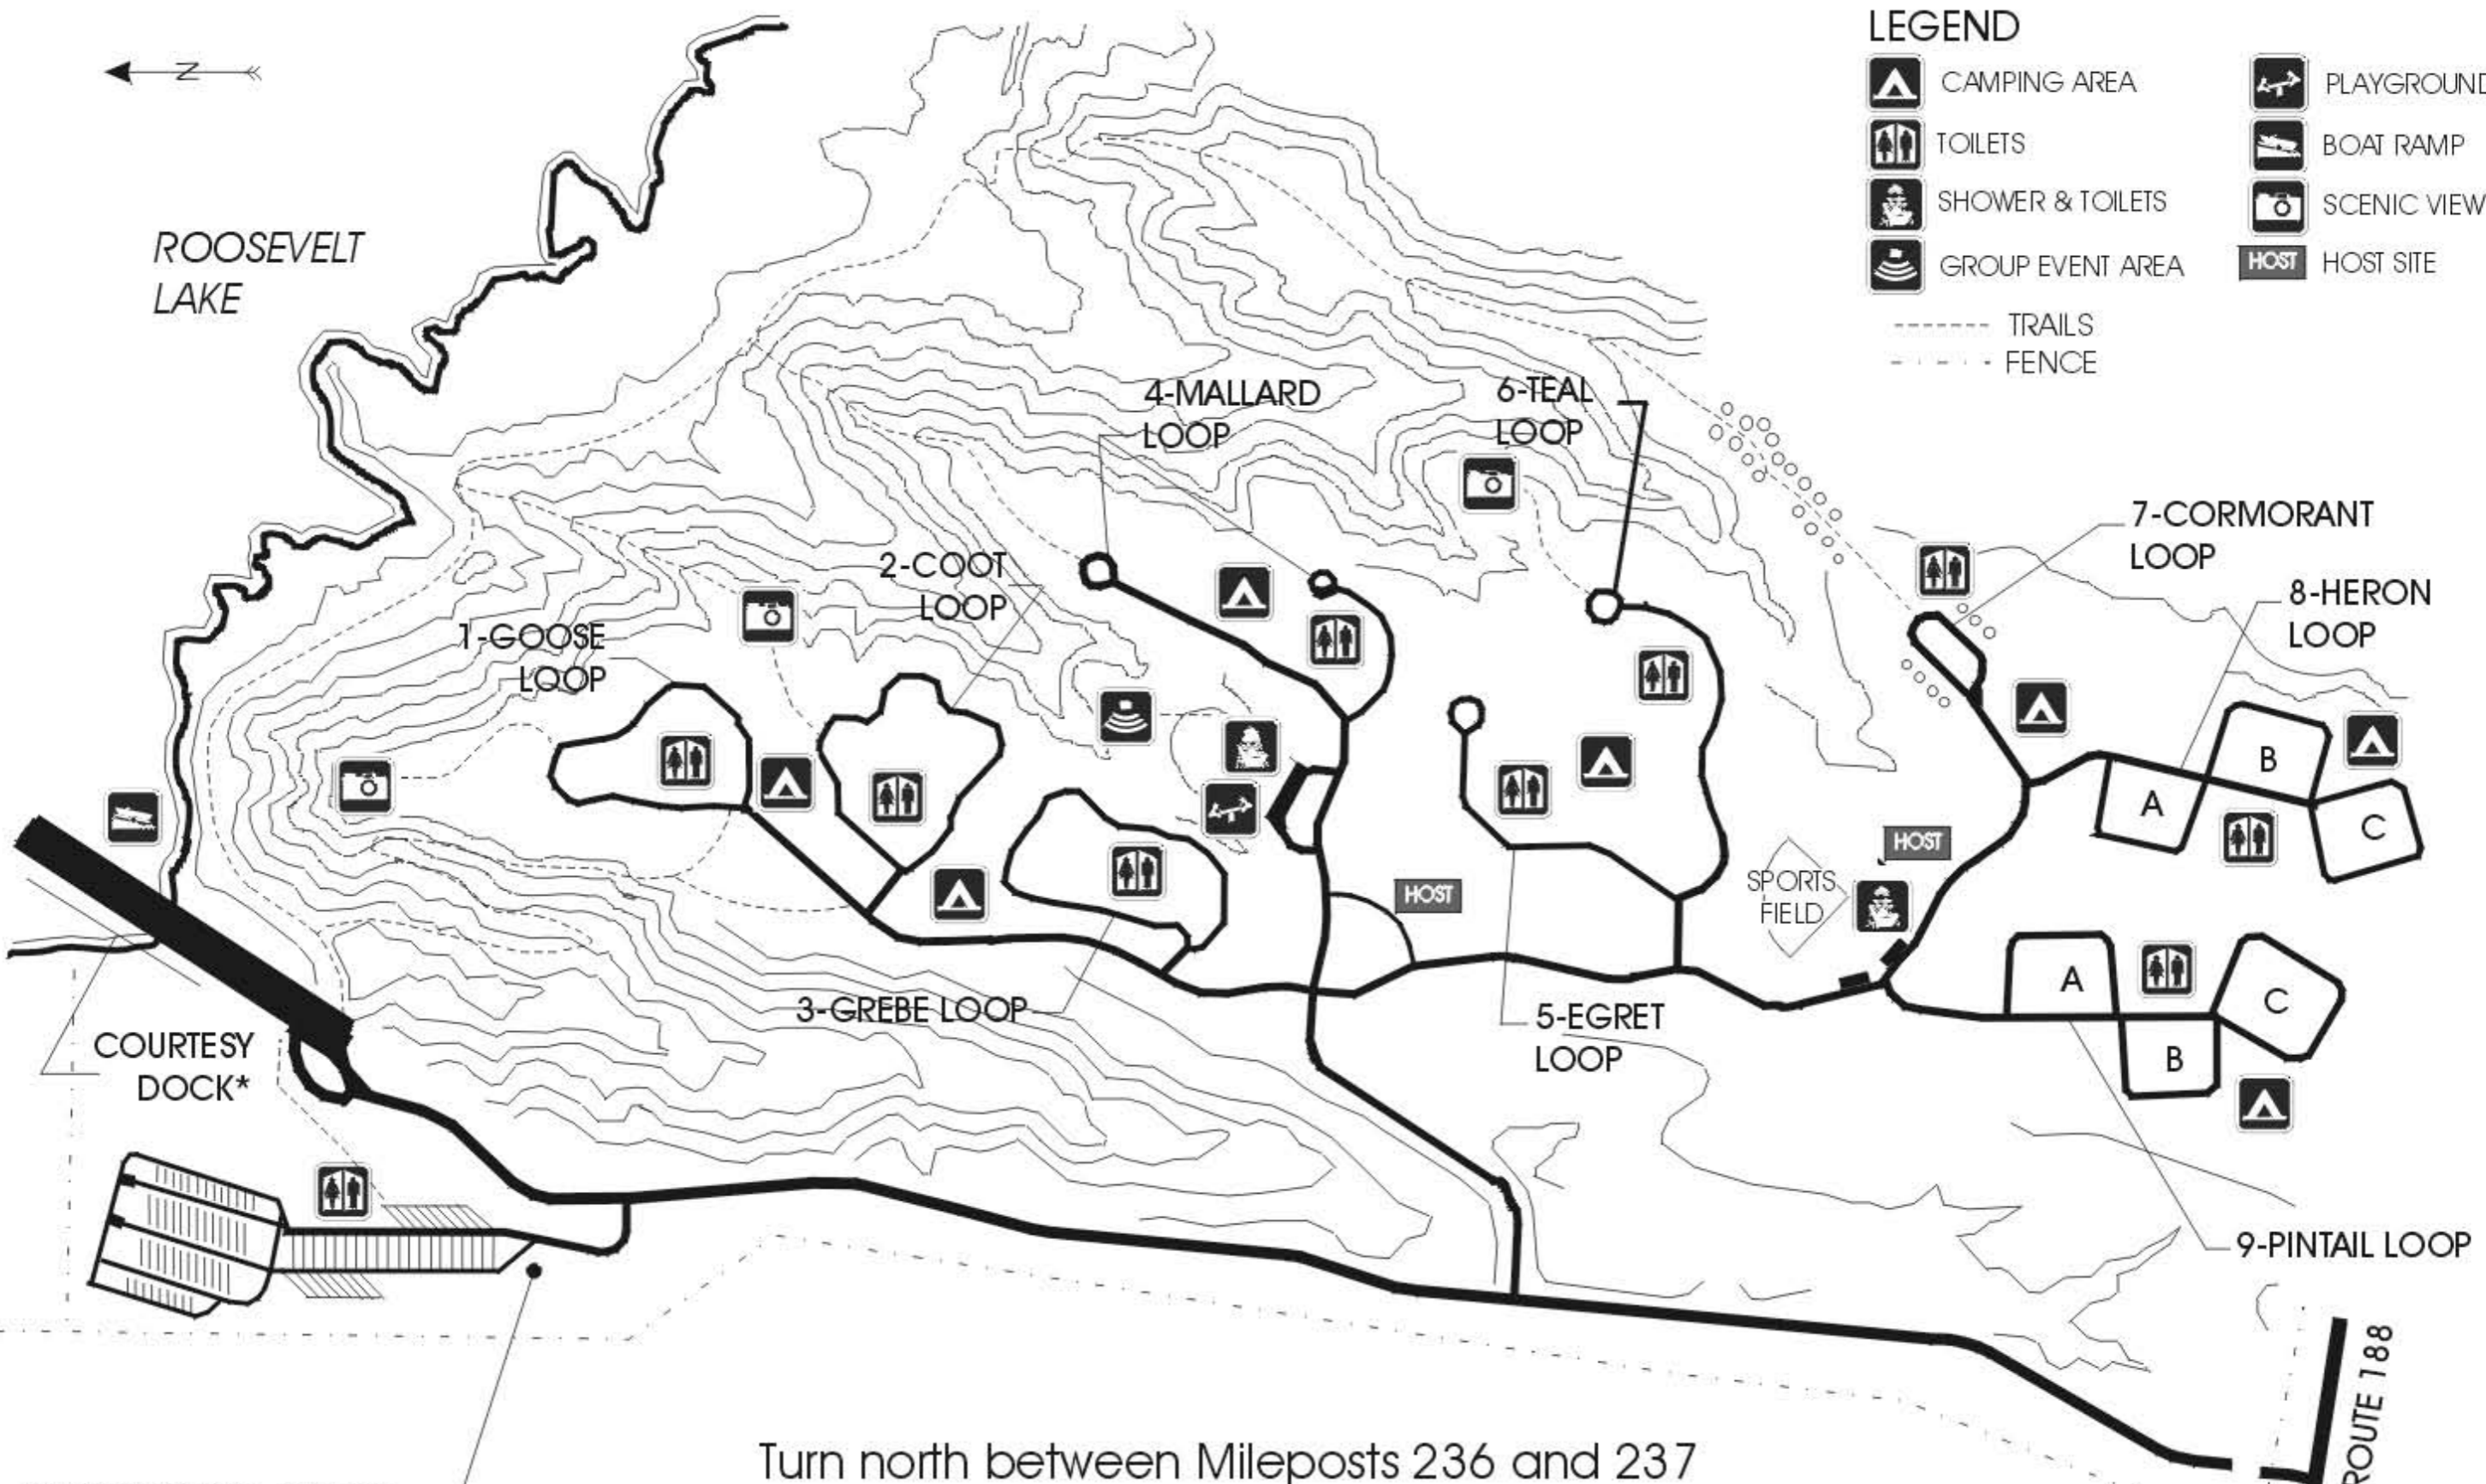 LEGEND
CAMPING AREA
PLAYGROUND
TOILETS
BOAT RAMP
SHOWER & TOILETS
SCENIC VIEW
GROUP EVENT AREA
HOST
HOST SITE
TRAILS
FENCE
N
ROOSEVELT
LAKE
4-MALLARD
LOOP
6-TEAL
LOOP
7-CORMORANT
LOOP
2-COOT
LOOP
8-HERON
LOOP
1-GOOSE
LOOP
B
A
C
HOST
SPORTS
FIELD
HOST
A
C
B
3-GREBE LOOP
5-EGRET
LOOP
COURTESY
DOCK*
9-PINTAIL LOOP
ROUTE 188
Turn north between Mileposts 236 and 237